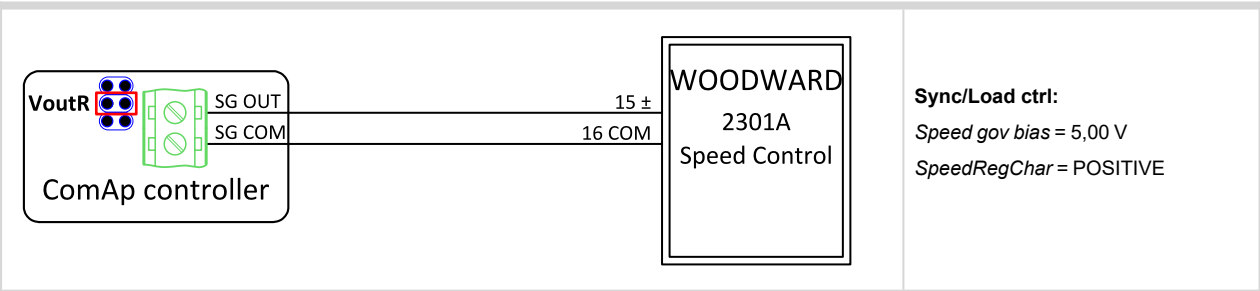 VoutR
SG OUT
SG COM
ComAp controller
15 ±
16 COM
WOODWARD
2301A
Speed Control
Sync/Load ctrl:
Speed gov bias = 5,00 V
SpeedRegChar = POSITIVE